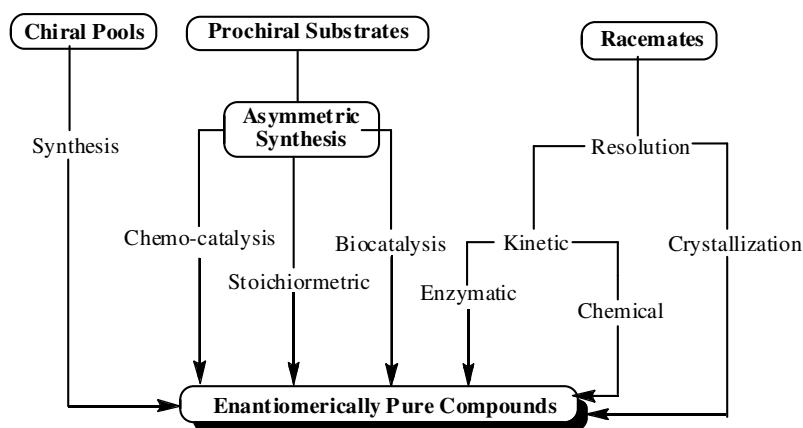 Chiral Pools
Prochiral Substrates
Racemates
Asymmetric
Synthesis
Synthesis
Resolution
Chemo-catalysis
Biocatalysis
Kinetic
Crystallization
Stoichiormetric
Enzymatic
Chemical
Enantiomerically Pure Compounds